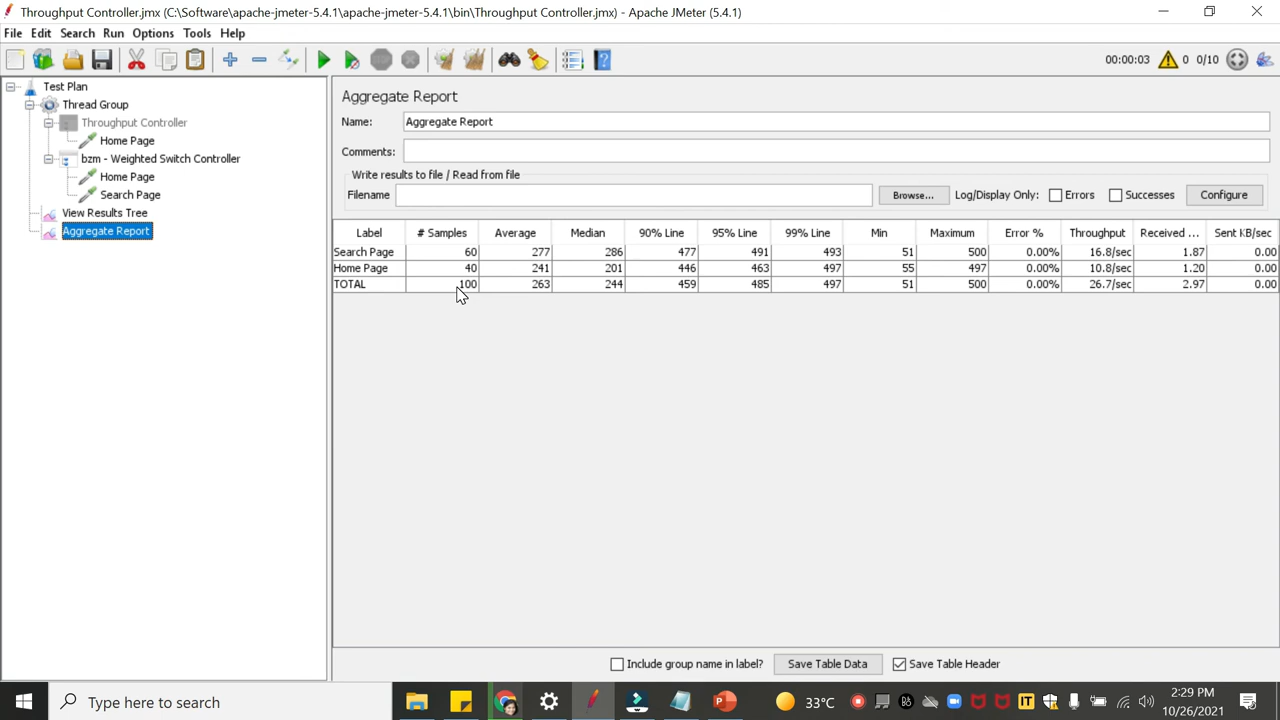 Throughput Controller.jmx (C:\Software\apache-jmeter-5.4.1\apache-jmeter-5.4.1\bin\Throughput Controller.jmx) - Apache JMeter (5.4.1)
File Edit Search Run Options Tools Help
00:00:03 0 0/10
Test Plan
Thread Group
Throughput Controller
Home Page
bzm - Weighted Switch Controller
Home Page
Search Page
View Results Tree
Aggregate Report
Aggregate Report
Name: Aggregate Report
Comments:
Write results to file / Read from file
Filename Browse... Log/Display Only: Errors Successes Configure
Label # Samples Average Median 90% Line 95% Line 99% Line Min Maximum Error % Throughput Received ... Sent KB/sec
Search Page 60 277 286 477 491 493 51 500 0.00% 16.8/sec 1.87 0.00
Home Page 40 241 201 446 463 497 55 497 0.00% 10.8/sec 1.20 0.00
TOTAL 100 263 244 459 485 497 51 500 0.00% 26.7/sec 2.97 0.00
Include group name in label? Save Table Data Save Table Header
Type here to search
33°C
IT
2:29 PM
10/26/2021